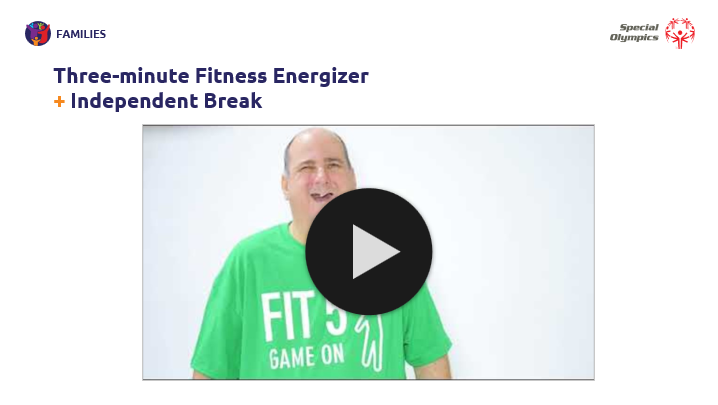 FAMILIES
Special
Olympics
Three-minute Fitness Energizer
+ Independent Break
FIT 5
GAME ON